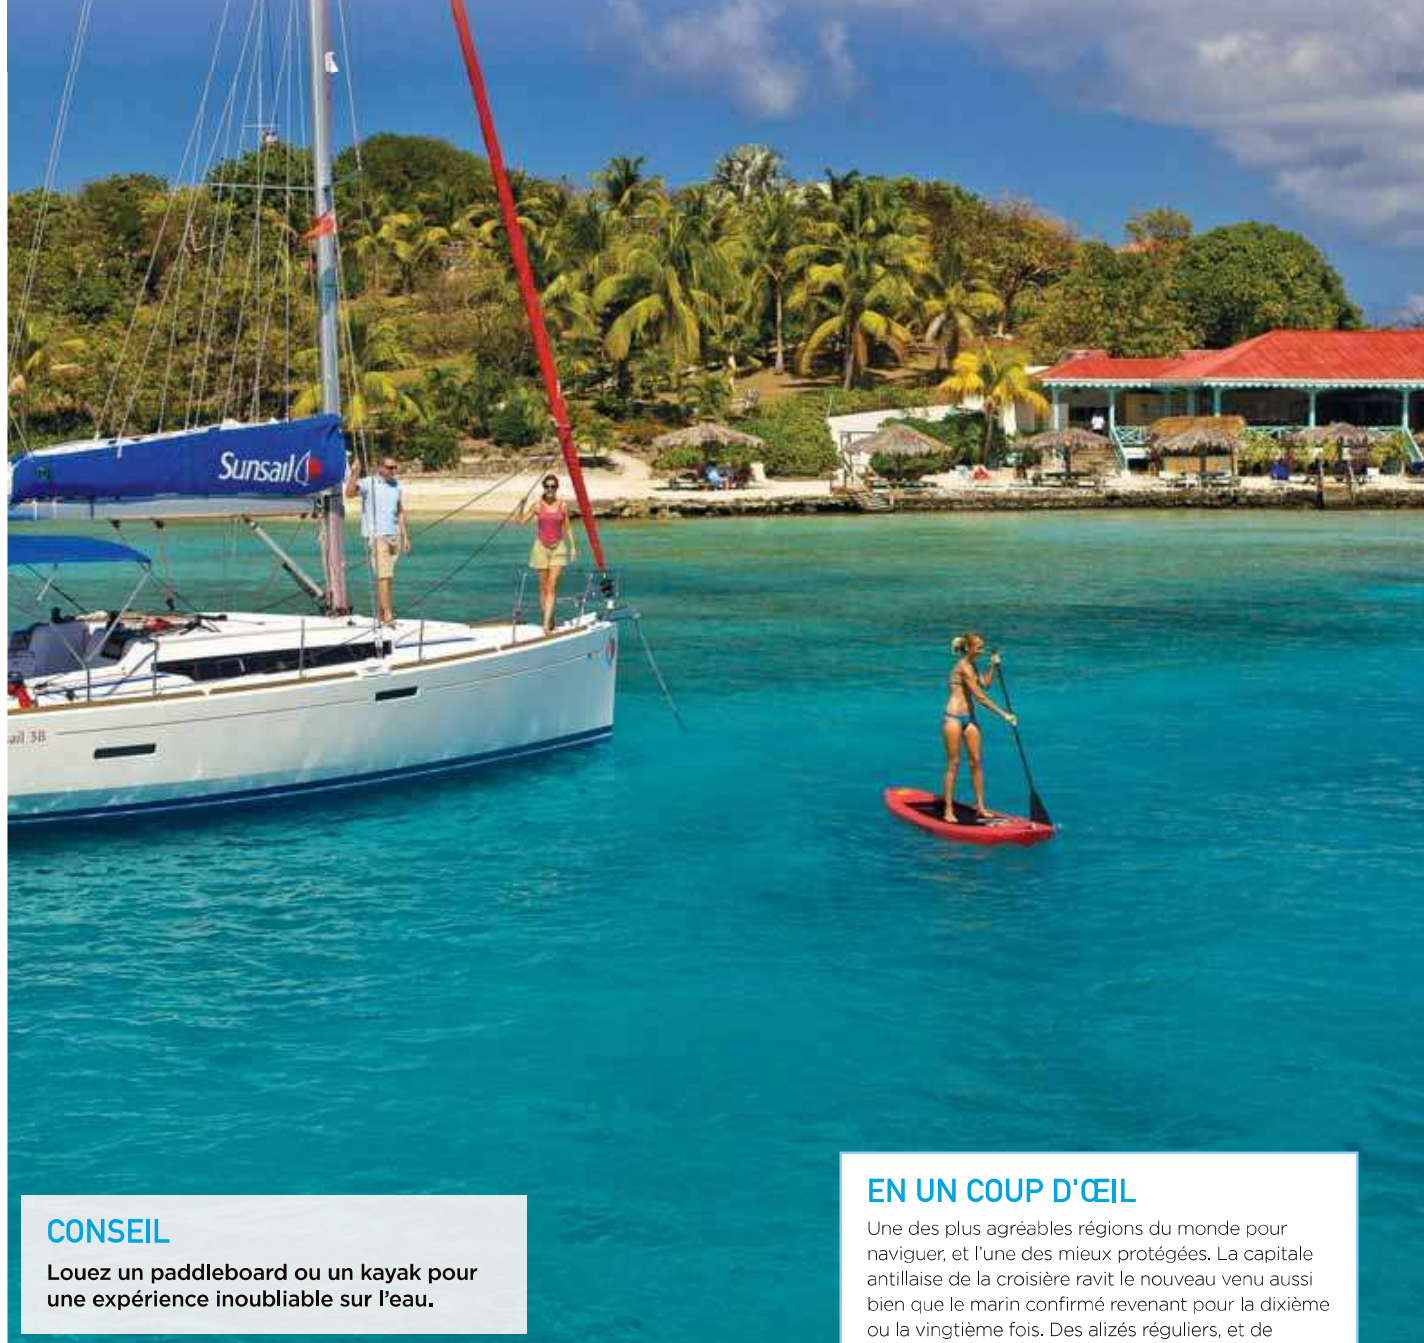 Sunsail
ail 38
CONSEIL
Louez un paddleboard ou un kayak pour
une expérience inoubliable sur l'eau.
EN UN COUP D'ŒIL
Une des plus agréables régions du monde pour
naviguer, et l'une des mieux protégées. La capitale
antillaise de la croisière ravit le nouveau venu aussi
bien que le marin confirmé revenant pour la dixième
ou la vingtième fois. Des alizés réguliers, et de